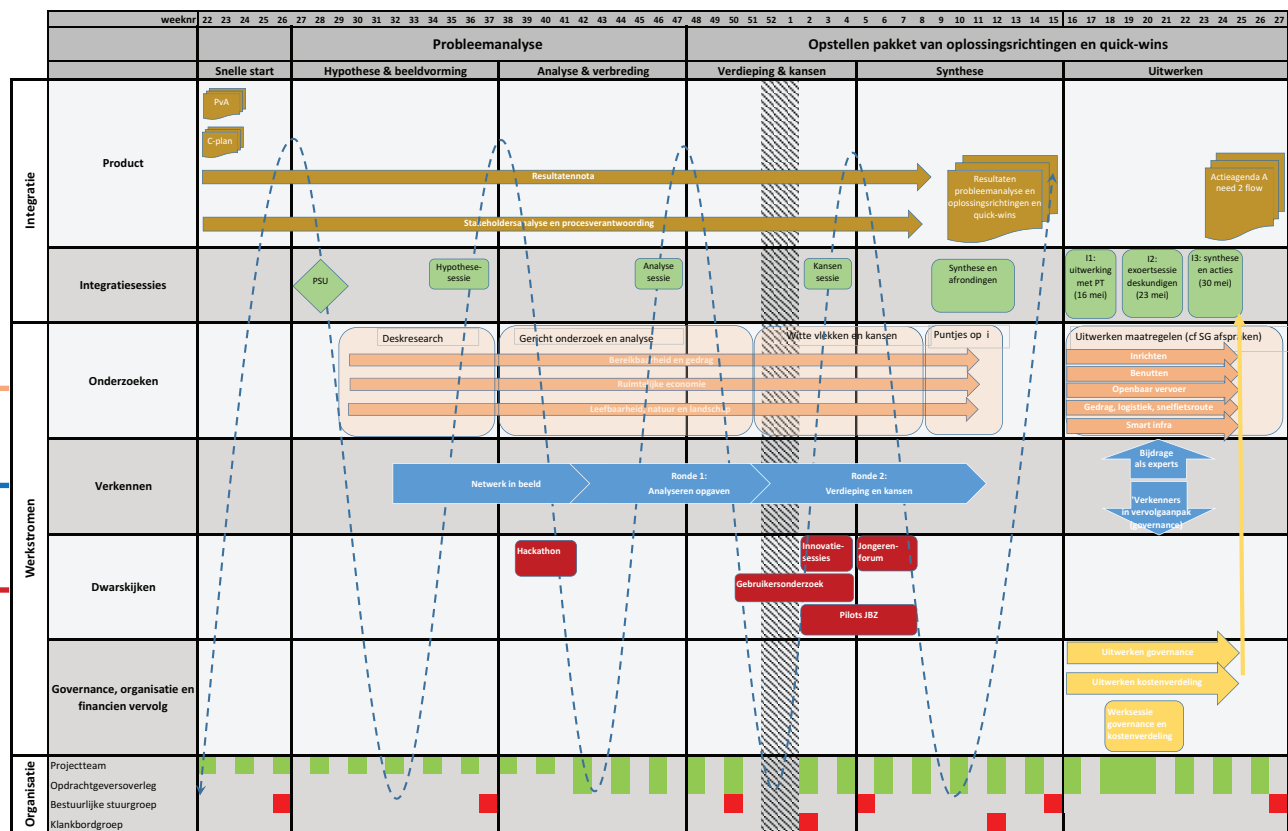 weeknr 22 23 24 25 26 27 28 29 30 31 32 33 34 35 36 37 38 39 40 41 42 43 44 45 46 47 48 49 50 51 52 1 2 3 4 5 6 7 8 9 10 11 12 13 14 15 16 17 18 19 20 21 22 23 24 25 26 27
Probleemanalyse
Opstellen pakket van oplossingsrichtingen en quick-wins
Snelle start
Hypothese & beeldvorming
Analyse & verbreding
Verdieping & kansen
Synthese
Uitwerken
Integratie
Product
PvA
C-plan
Resultatennota
Stakeholdersanalyse en procesverantwoording
Resultaten
probleemanalyse en
oplossingsrichtingen en
quick-wins
Actieagenda A
need 2 flow
Integratiesessies
PSU
Hypothese-
sessie
Analyse
sessie
Kansen
sessie
Synthese en
afrondingen
I1:
uitwerking
met PT
(16 mei)
I2:
exoertsessie
deskundigen
(23 mei)
I3: synthese
en acties
(30 mei)
Werkstromen
Onderzoeken
Deskresearch
Gericht onderzoek en analyse
Witte vlekken en kansen
Puntjes op i
Uitwerken maatregelen (cf SG afspraken)
Bereikbaarheid en gedrag
Ruimtelijke economie
Leefbaarheid, natuur en landschap
Inrichten
Benutten
Openbaar vervoer
Gedrag, logistiek, snelfietsroute
Smart infra
Verkennen
Netwerk in beeld
Ronde 1:
Analyseren opgaven
Ronde 2:
Verdieping en kansen
Bijdrage
als experts
'Verkenners
in vervolgaanpak
(governance)
Dwarskijken
Hackathon
Innovatie-
sessies
Jongeren-
forum
Gebruikersonderzoek
Pilots JBZ
Governance, organisatie en
financien vervolg
Uitwerken governance
Uitwerken kostenverdeling
Werksessie
governance en
kostenverdeling
Organisatie
Projectteam
Opdrachtgeversoverleg
Bestuurlijke stuurgroep
Klankbordgroep